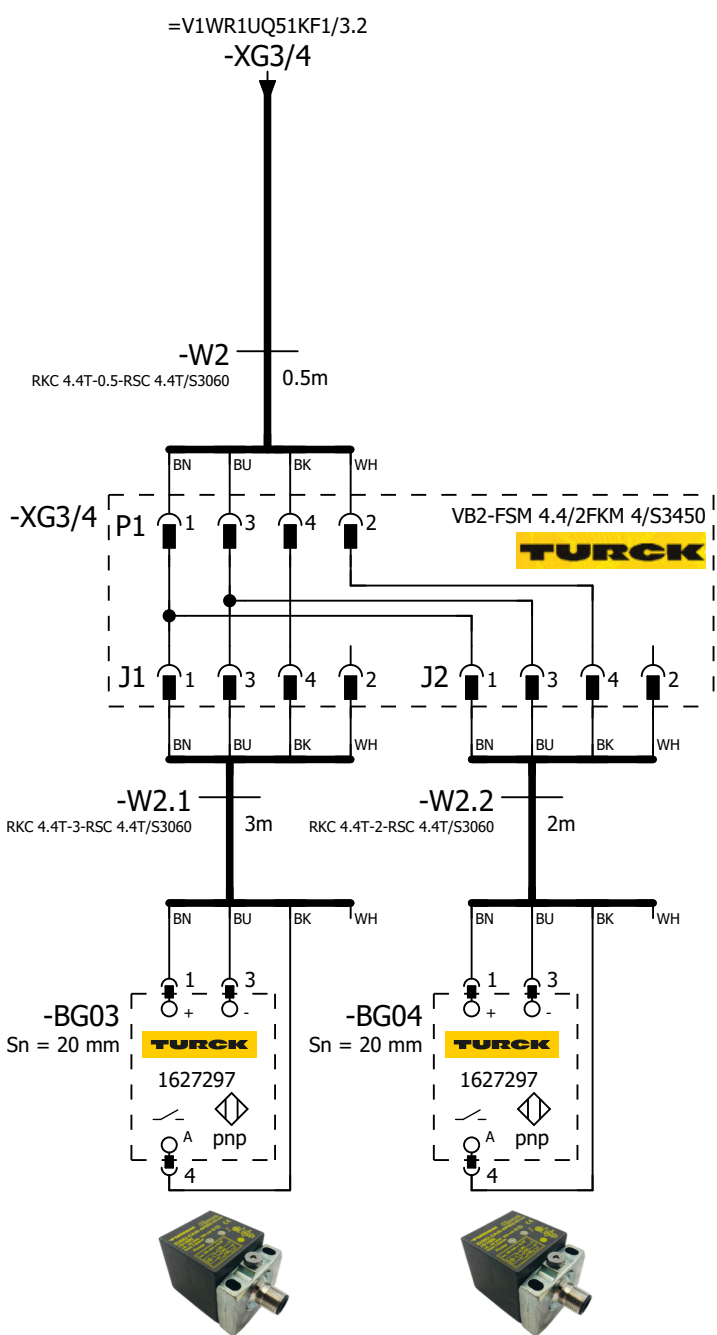 =V1WR1UQ51KF1/3.2
-XG3/4
-W2
RKC 4.4T-0.5-RSC 4.4T/S3060
0.5m
BN BU BK WH
-XG3/4 P1 1 3 4 2
VB2-FSM 4.4/2FKM 4/S3450
TURCK
J1 1 3 4 2 J2 1 3 4 2
BN BU BK WH BN BU BK WH
-W2.1 -W2.2
RKC 4.4T-3-RSC 4.4T/S3060 3m RKC 4.4T-2-RSC 4.4T/S3060 2m
BN BU BK WH BN BU BK WH
1 3 1 3
-BG03 + - -BG04 + -
Sn = 20 mm TURCK Sn = 20 mm TURCK
1627297 1627297
A pnp A pnp
4 4